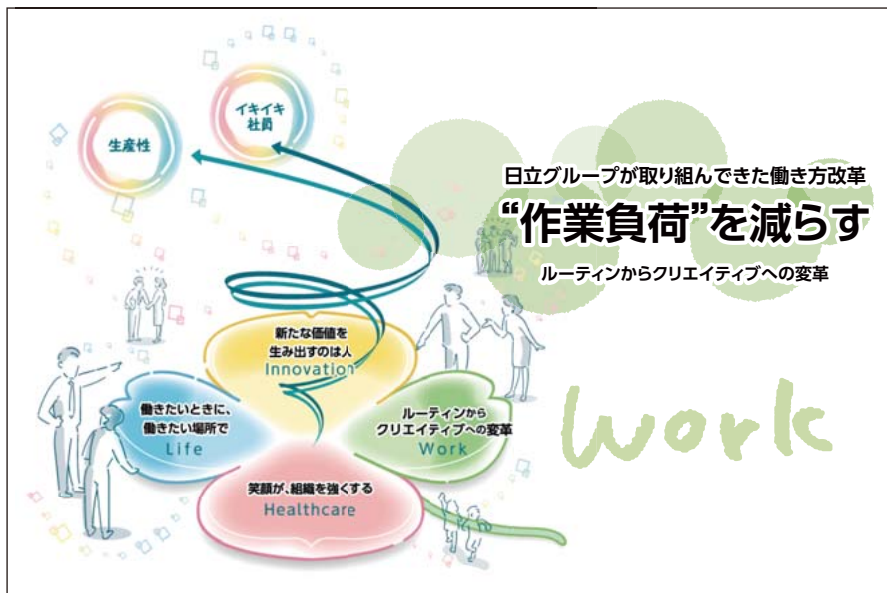 イキイキ
社員
生産性
日立グループが取り組んできた働き方改革
“作業負荷”を減らす
ルーティンからクリエイティブへの変革
新たな価値を
生み出すのは人
Innovation
働きたいときに、
働きたい場所で
Life
ルーティンから
クリエイティブへの変革
Work
笑顔が、組織を強くする
Healthcare
work